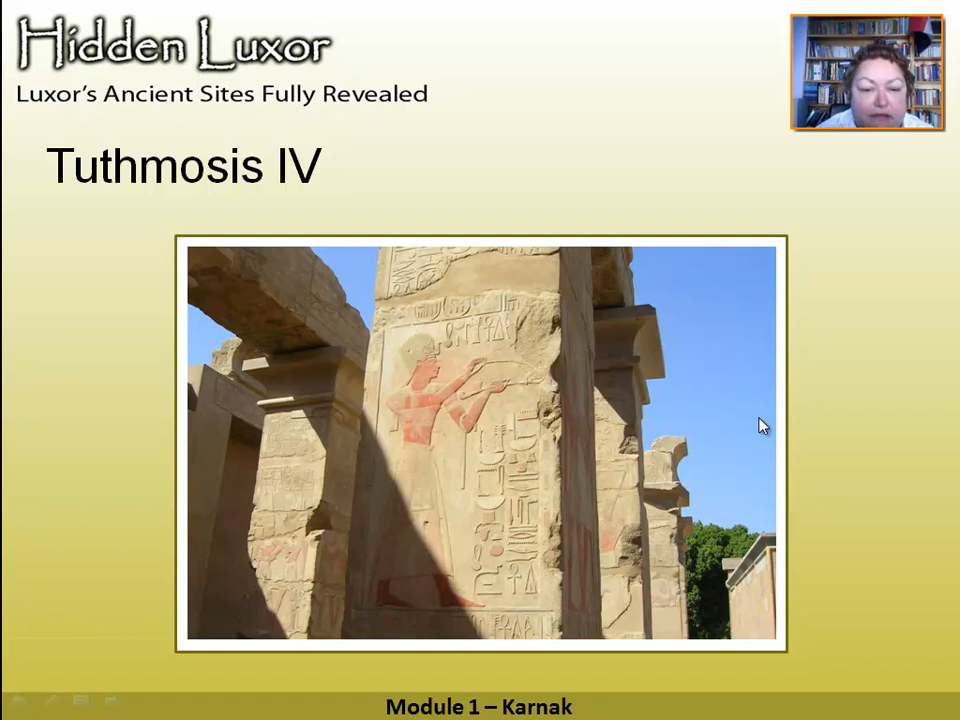 Hidden Luxor
Luxor's Ancient Sites Fully Revealed
Tuthmosis IV
Module 1 – Karnak